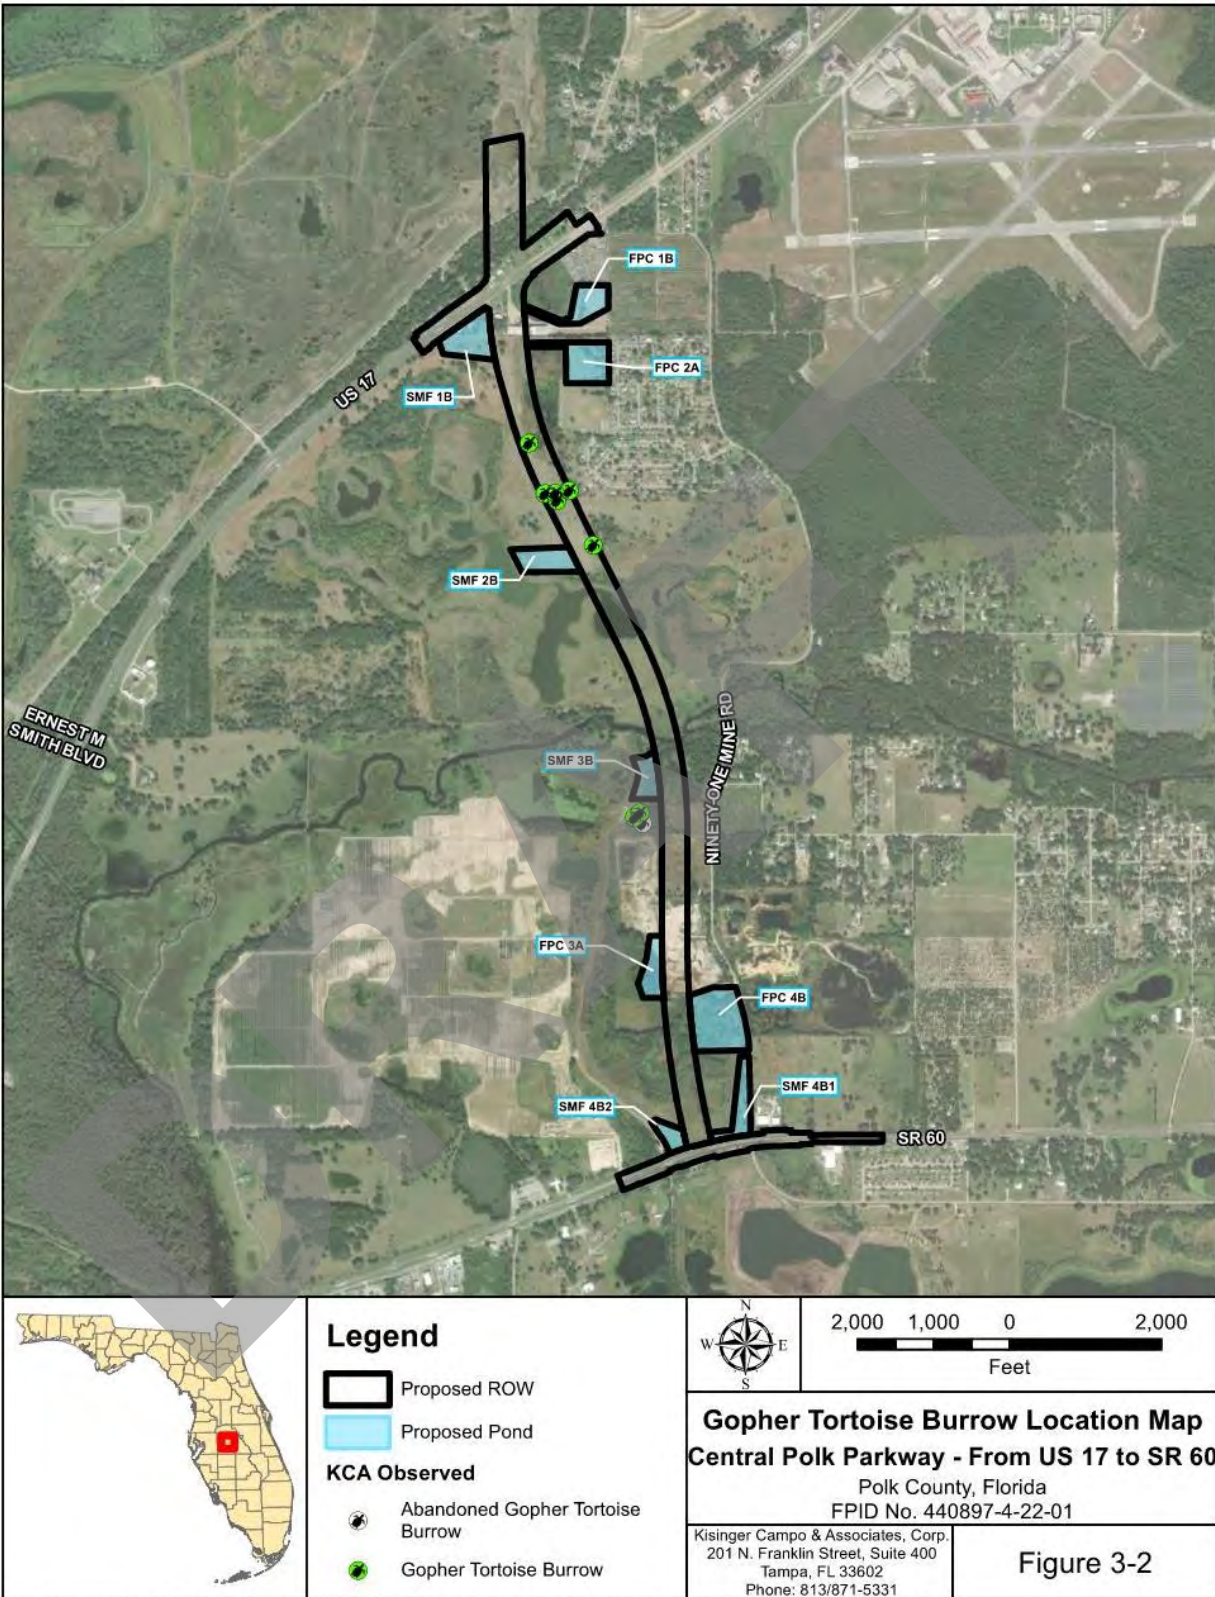 FPC 1B
FPC 2A
US 17
SMF 1B
SMF 2B
ERNEST M
SMITH BLVD
NINETY-ONE MINE RD
SMF 3B
FPC 3A
FPC 4B
SMF 4B1
SMF 4B2
SR 60
Legend
Proposed ROW
Proposed Pond
KCA Observed
Abandoned Gopher Tortoise
Burrow
Gopher Tortoise Burrow
N
W
E
S
2,000 1,000 0 2,000
Feet
Gopher Tortoise Burrow Location Map
Central Polk Parkway - From US 17 to SR 60
Polk County, Florida
FPID No. 440897-4-22-01
Kisinger Campo & Associates, Corp.
201 N. Franklin Street, Suite 400
Tampa, FL 33602
Phone: 813/871-5331
Figure 3-2
DRAFT